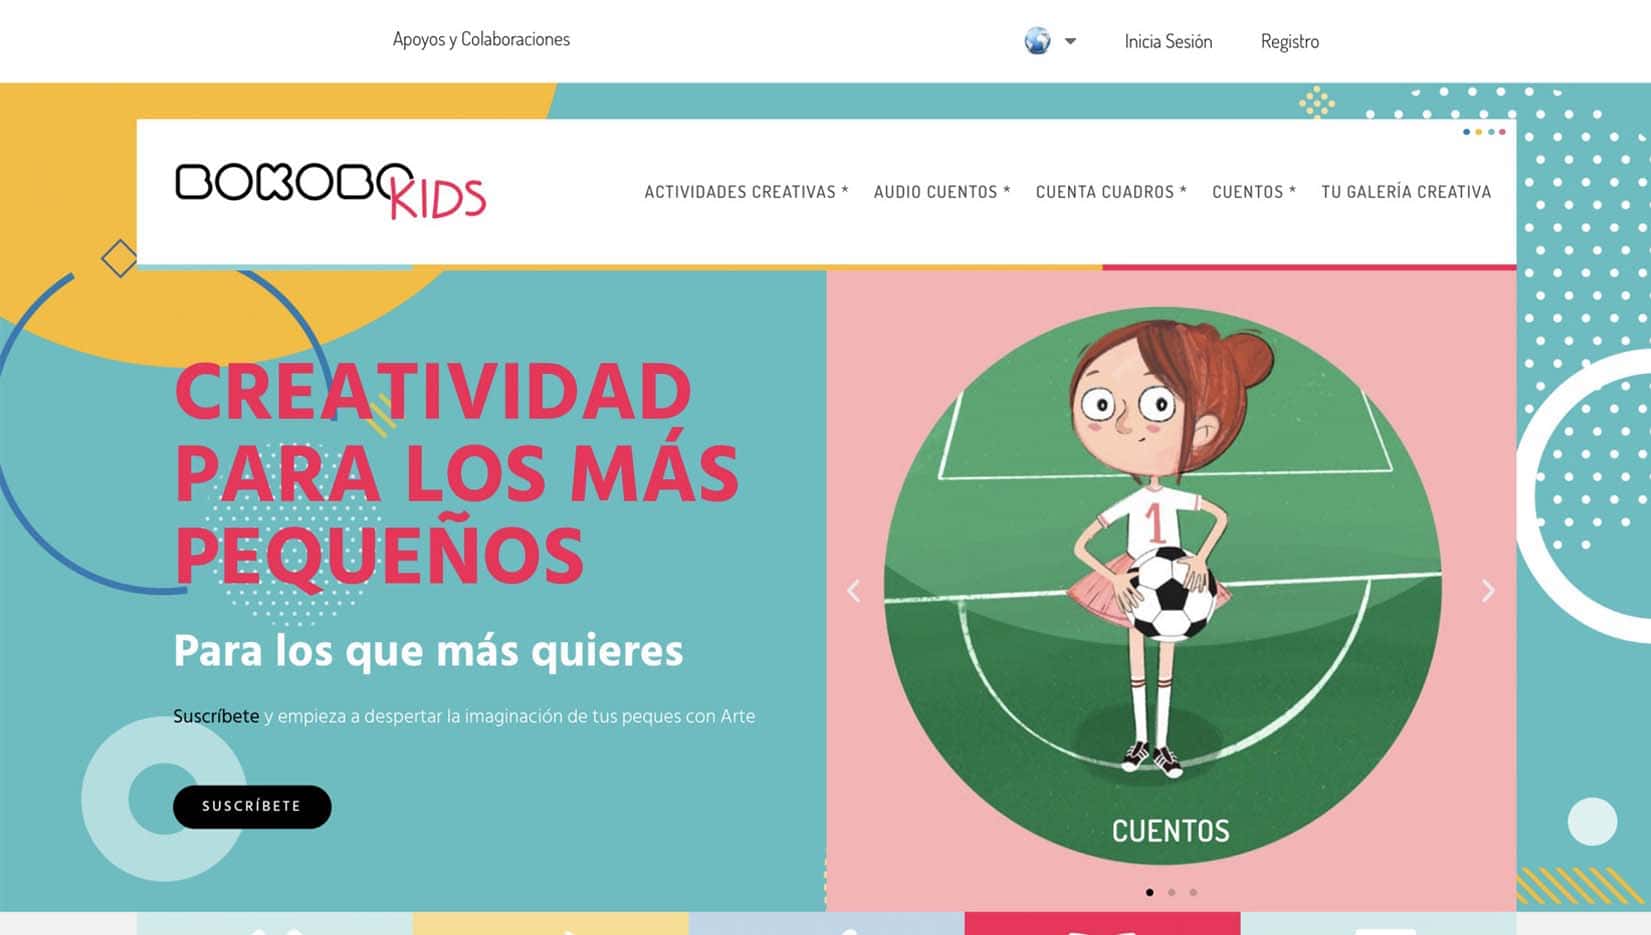 Apoyos y Colaboraciones
Inicia Sesión
Registro
BOKOBO KIDS
ACTIVIDADES CREATIVAS *
AUDIO CUENTOS *
CUENTA CUADROS *
CUENTOS *
TU GALERÍA CREATIVA
CREATIVIDAD
PARA LOS MÁS
PEQUEÑOS
Para los que más quieres
Suscríbete y empieza a despertar la imaginación de tus peques con Arte
SUSCRÍBETE
1
CUENTOS